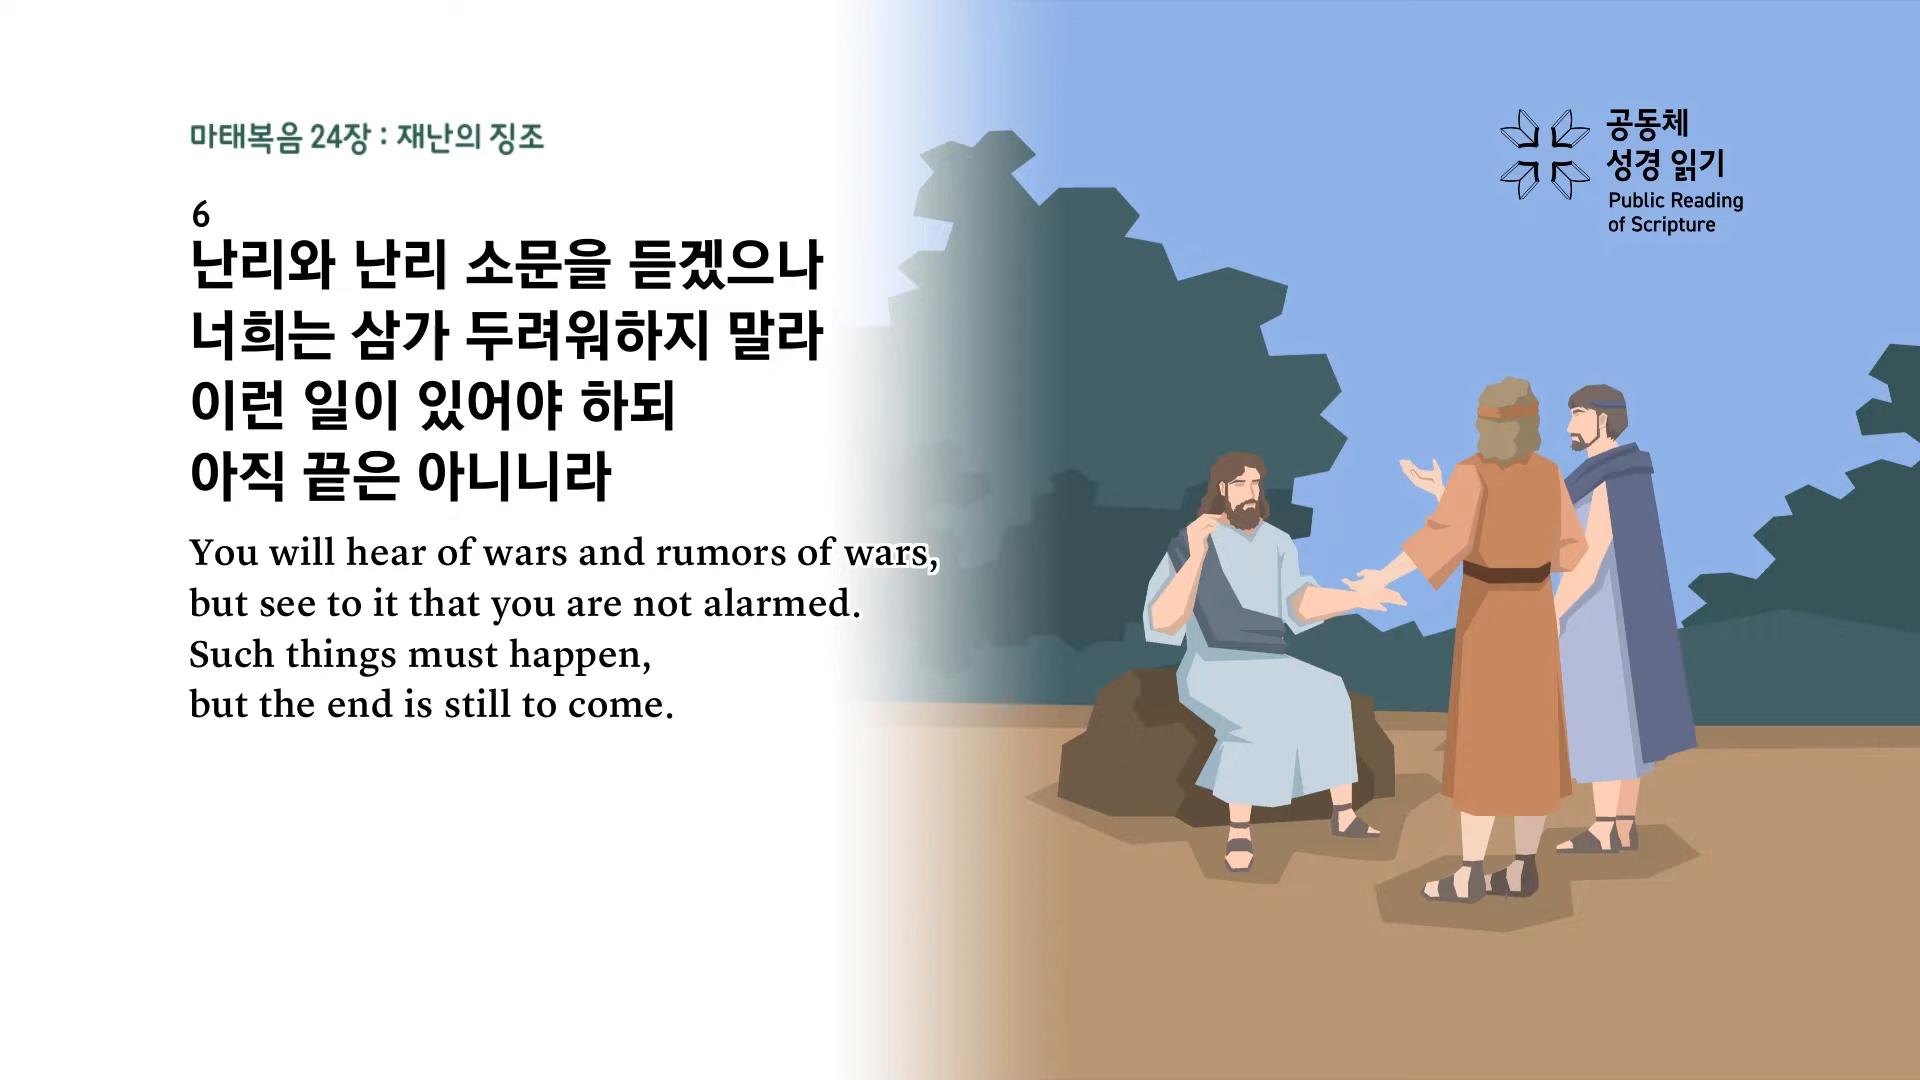 마태복음 24장 : 재난의 징조
6
난리와 난리 소문을 듣겠으나
너희는 삼가 두려워하지 말라
이런 일이 있어야 하되
아직 끝은 아니니라
You will hear of wars and rumors of wars,
but see to it that you are not alarmed.
Such things must happen,
but the end is still to come.
공동체
성경 읽기
Public Reading
of Scripture